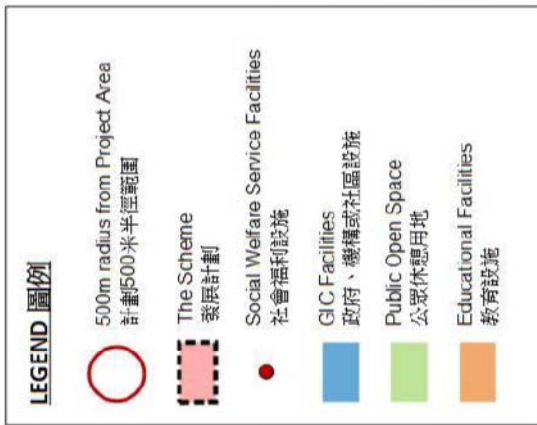 LEGEND 圖例
500m radius from Project Area
計劃500米半徑範圍
The Scheme
發展計劃
Social Welfare Service Facilities
社會福利設施
GIC Facilities
政府、機構或社區設施
Public Open Space
公眾休憩用地
Educational Facilities
教育設施